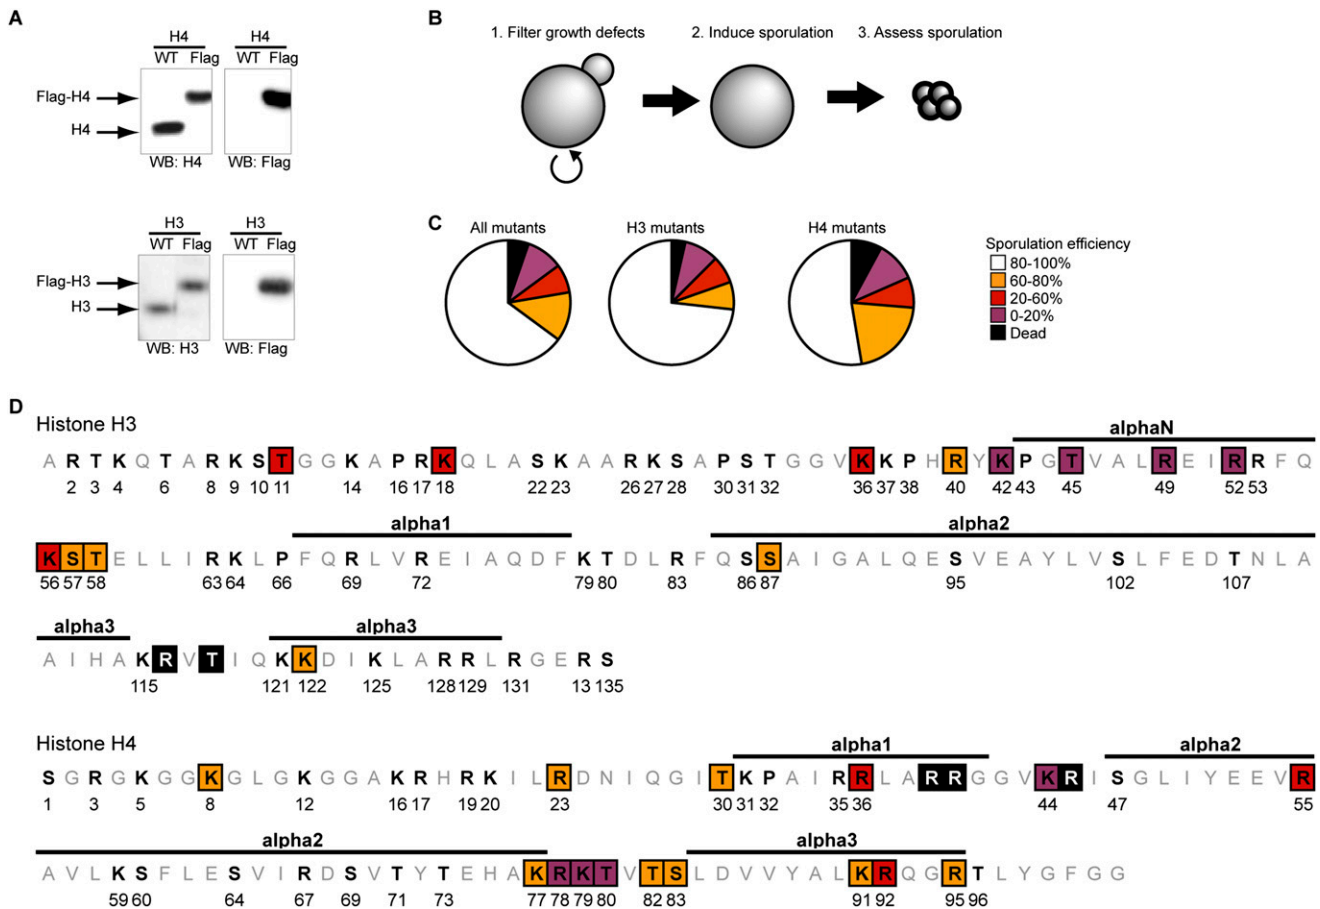 A
H4
WT Flag
H4
WT Flag
Flag-H4
H4
WB: H4
WB: Flag
H3
WT Flag
H3
WT Flag
Flag-H3
H3
WB: H3
WB: Flag
B
1. Filter growth defects
2. Induce sporulation
3. Assess sporulation
C
All mutants
H3 mutants
H4 mutants
Sporulation efficiency
80-100%
60-80%
20-60%
0-20%
Dead
D
Histone H3
alphaN
A R T K Q T A R K S T G G K A P R K Q L A S K A A R K S A P S T G G V K K P H R Y K P G T V A L R E I R R F Q
2 3 4 6 8 9 10 11 14 16 17 18 22 23 26 27 28 30 31 32 36 37 38 40 42 43 45 49 52 53
alpha1 alpha2
K S T E L L I R K L P F Q R L V R E I A Q D F K T D L R F Q S S A I G A L Q E S V E A Y L V S L F E D T N L A
56 57 58 63 64 66 69 72 79 80 83 86 87 95 102 107
alpha3 alpha3
A I H A K R V T I Q K K D I K L A R R L R G E R S
115 121 122 125 128 129 131 13 135
Histone H4
alpha1 alpha2
S G R G K G G K G L G K G G A K R H R K I L R D N I Q G I T K P A I R R L A R R G G V K R I S G L I Y E E V R
1 3 5 8 12 16 17 19 20 23 30 31 32 35 36 44 47 55
alpha2 alpha3
A V L K S F L E S V I R D S V T Y T E H A K R K T V T S L D V V Y A L K R Q G R T L Y G F G G
59 60 64 67 69 71 73 77 78 79 80 82 83 91 92 95 96